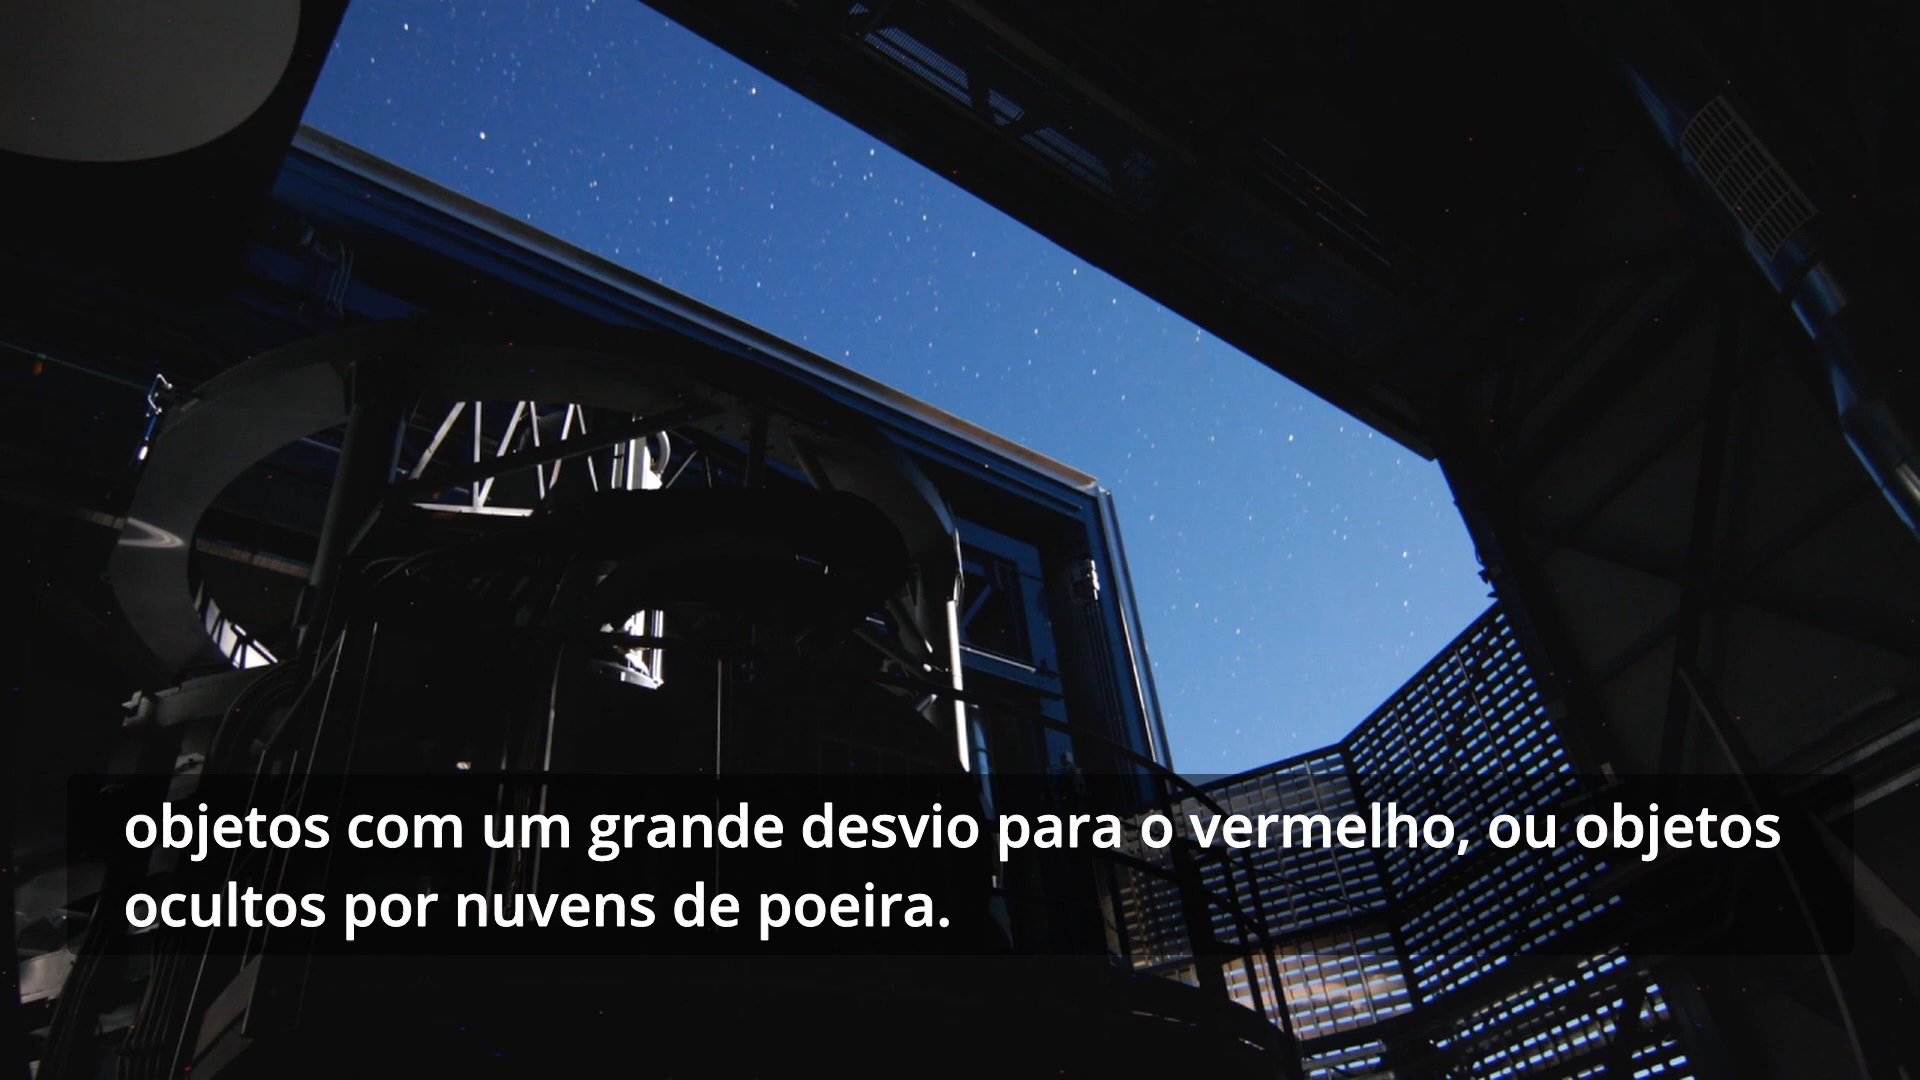 objetos com um grande desvio para o vermelho, ou objetos
ocultos por nuvens de poeira.